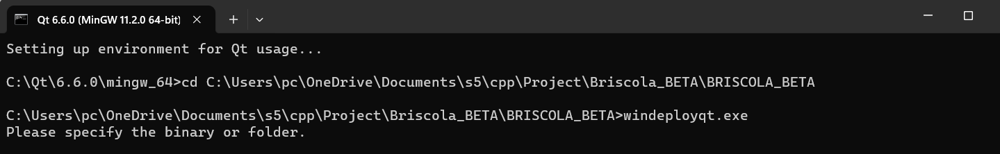 Qt 6.6.0 (MinGW 11.2.0 64-bit)
Setting up environment for Qt usage...
C:\Qt\6.6.0\mingw_64>cd C:\Users\pc\OneDrive\Documents\s5\cpp\Project\Briscola_BETA\BRISCOLA_BETA
C:\Users\pc\OneDrive\Documents\s5\cpp\Project\Briscola_BETA\BRISCOLA_BETA>windeployqt.exe
Please specify the binary or folder.